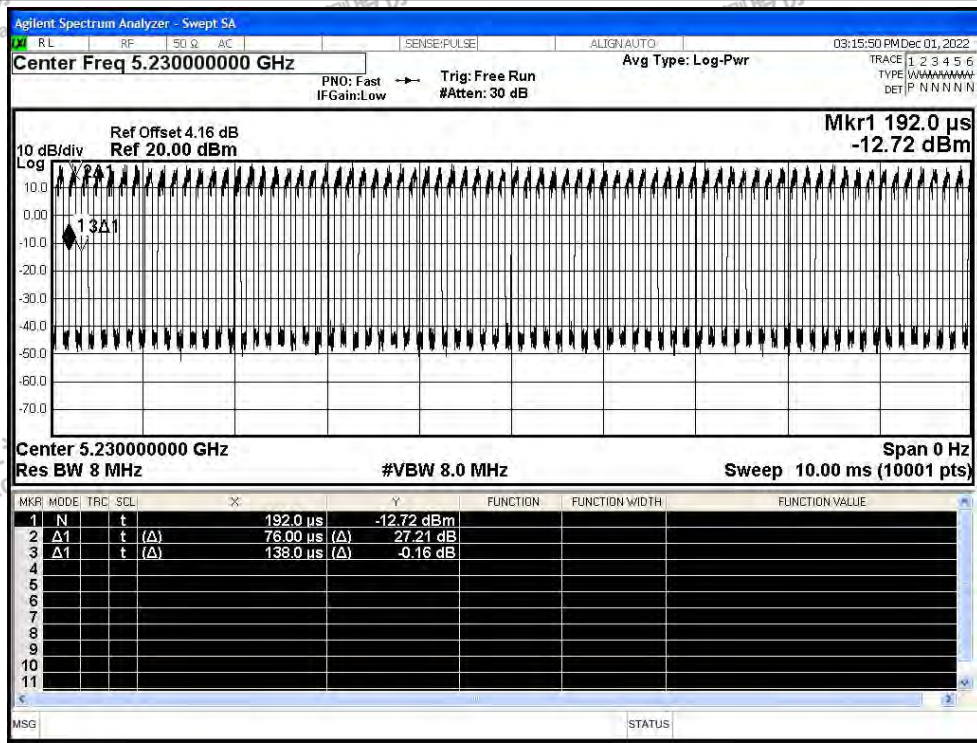 Agilent Spectrum Analyzer - Swept SA
LXI RL RF 50 Ω AC SENSE:PULSE ALIGNAUTO 03:15:50 PM Dec 01, 2022
Center Freq 5.230000000 GHz
PNO: Fast
IFGain:Low
Trig: Free Run
#Atten: 30 dB
Avg Type: Log-Pwr
TRACE 1 2 3 4 5 6
TYPE WWWWWW
DET P N N N N N
Mkr1 192.0 µs
-12.72 dBm
Ref Offset 4.16 dB
10 dB/div Ref 20.00 dBm
Log
2Δ1
10.0
0.00
1 3Δ1
-10.0
-20.0
-30.0
-40.0
-50.0
-60.0
-70.0
Center 5.230000000 GHz Span 0 Hz
Res BW 8 MHz #VBW 8.0 MHz Sweep 10.00 ms (10001 pts)
MKR MODE TRC SCL X Y FUNCTION FUNCTION WIDTH FUNCTION VALUE
1 N t 192.0 µs -12.72 dBm
2 Δ1 t (Δ) 76.00 µs (Δ) 27.21 dB
3 Δ1 t (Δ) 138.0 µs (Δ) -0.16 dB
4
5
6
7
8
9
10
11
MSG STATUS